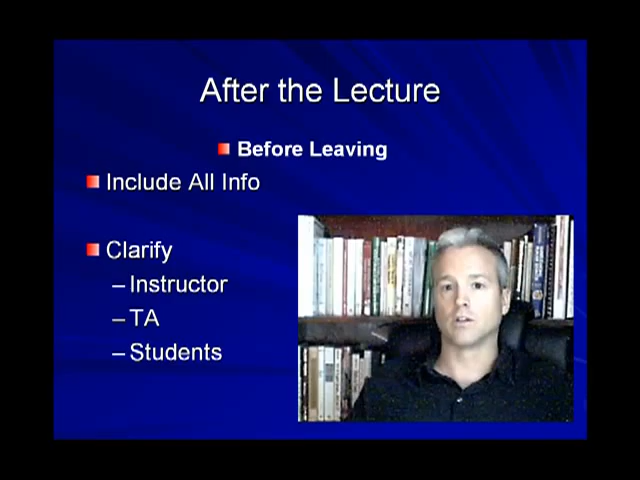 After the Lecture
Before Leaving
Include All Info
Clarify
– Instructor
– TA
– Students